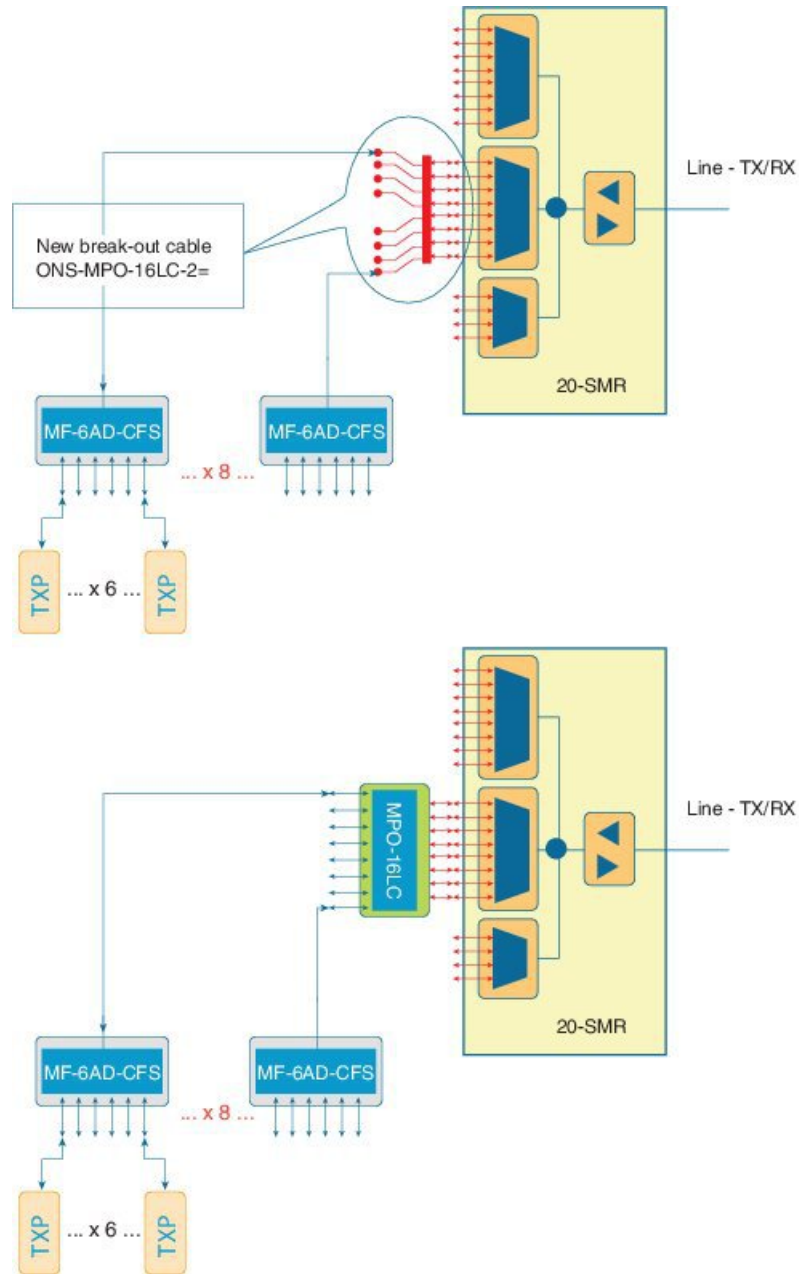 Line - TX/RX
New break-out cable
ONS-MPO-16LC-2=
20-SMR
MF-6AD-CFS
MF-6AD-CFS
... x 8 ...
TXP
... x 6 ...
TXP
Line - TX/RX
MPO-16LC
20-SMR
MF-6AD-CFS
MF-6AD-CFS
... x 8 ...
TXP
... x 6 ...
TXP